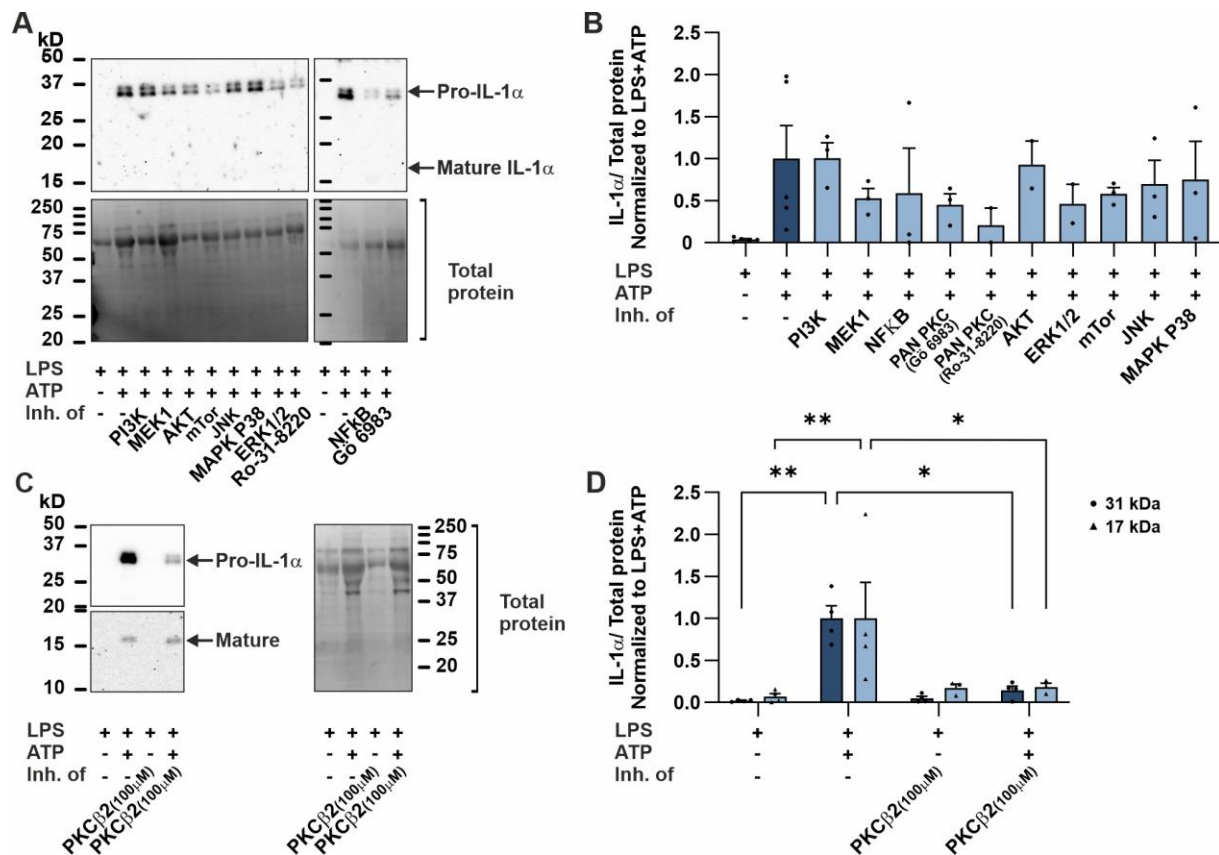 A
kD
50
37
25
20
15
250
75
50
37
25
20
Pro-IL-1α
Mature IL-1α
Total
protein
LPS + + + + + + + + + + + + + +
ATP - + + + + + + + + + - + + +
Inh. of - - PI3K MEK1 AKT mTor JNK MAPK P38 ERK1/2 Ro-31-8220 - - NFkB Gö 6983
B
IL-1α/ Total protein
Normalized to LPS+ATP
2.5
2.0
1.5
1.0
0.5
0
LPS + + + + + + + + + + + +
ATP - + + + + + + + + + + +
Inh. of - - PI3K MEK1 NFKB PAN PKC (Gö 6983) PAN PKC (Ro-31-8220) AKT ERK1/2 mTor JNK MAPK P38
C
kD
50
37
25
20
15
10
Pro-IL-1α
Mature
250
75
50
37
25
20
Total
protein
LPS + + + + + + + +
ATP - + - + - + - +
Inh. of - - PKCβ2(100μM) PKCβ2(100μM) - - PKCβ2(100μM) PKCβ2(100μM)
D
** *
** *
IL-1α/ Total protein
Normalized to LPS+ATP
2.5
2.0
1.5
1.0
0.5
0.0
31 kDa
17 kDa
LPS + + + +
ATP - + - +
Inh. of - - PKCβ2(100μM) PKCβ2(100μM)